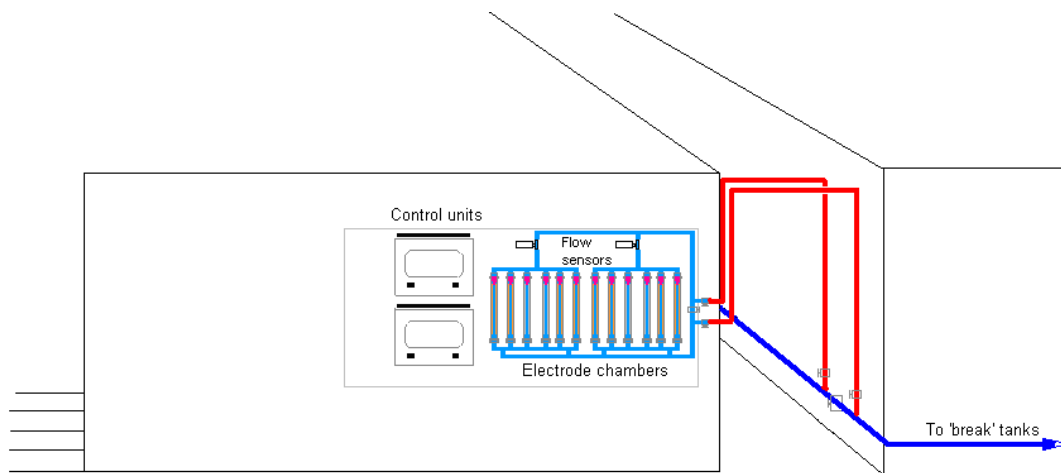 Control units
Flow
sensors
Electrode chambers
To 'break' tanks